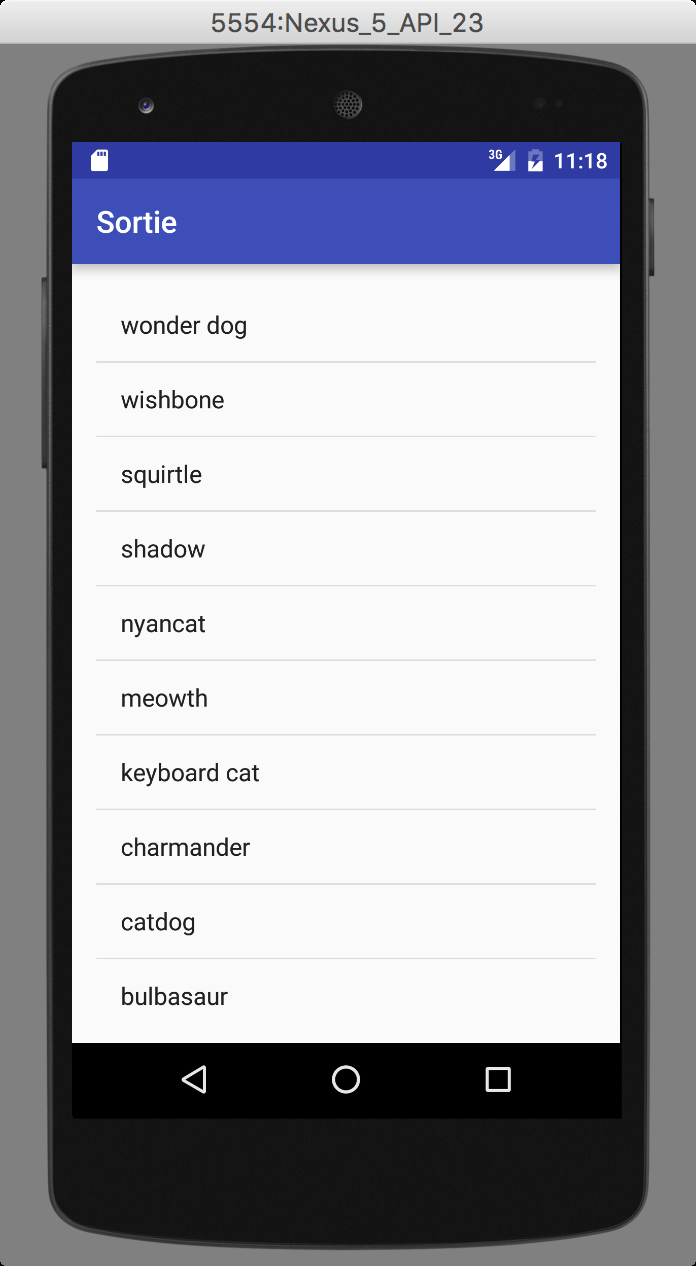 5554:Nexus_5_API_23
3G 11:18
Sortie
wonder dog
wishbone
squirtle
shadow
nyancat
meowth
keyboard cat
charmander
catdog
bulbasaur